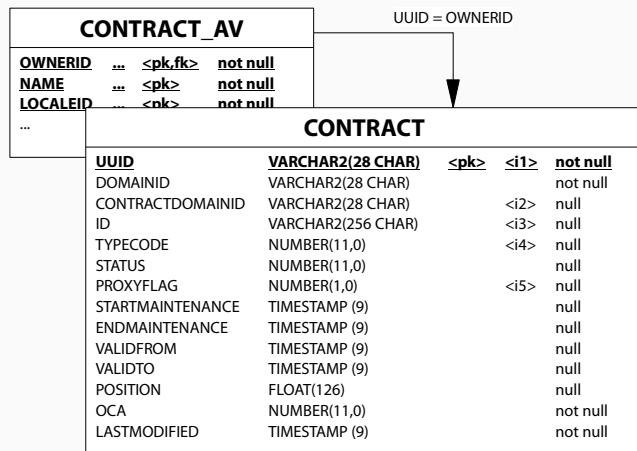 CONTRACT_AV
UUID = OWNERID
OWNERID ... <pk,fk> not null
NAME ... <pk> not null
LOCALEID ... <pk> not null
...
CONTRACT
UUID VARCHAR2(28 CHAR) <pk> <i1> not null
DOMAINID VARCHAR2(28 CHAR) not null
CONTRACTDOMAINID VARCHAR2(28 CHAR) <i2> null
ID VARCHAR2(256 CHAR) <i3> null
TYPECODE NUMBER(11,0) <i4> null
STATUS NUMBER(11,0) null
PROXYFLAG NUMBER(1,0) <i5> null
STARTMAINTENANCE TIMESTAMP (9) null
ENDMAINTENANCE TIMESTAMP (9) null
VALIDFROM TIMESTAMP (9) null
VALIDTO TIMESTAMP (9) null
POSITION FLOAT(126) null
OCA NUMBER(11,0) not null
LASTMODIFIED TIMESTAMP (9) not null